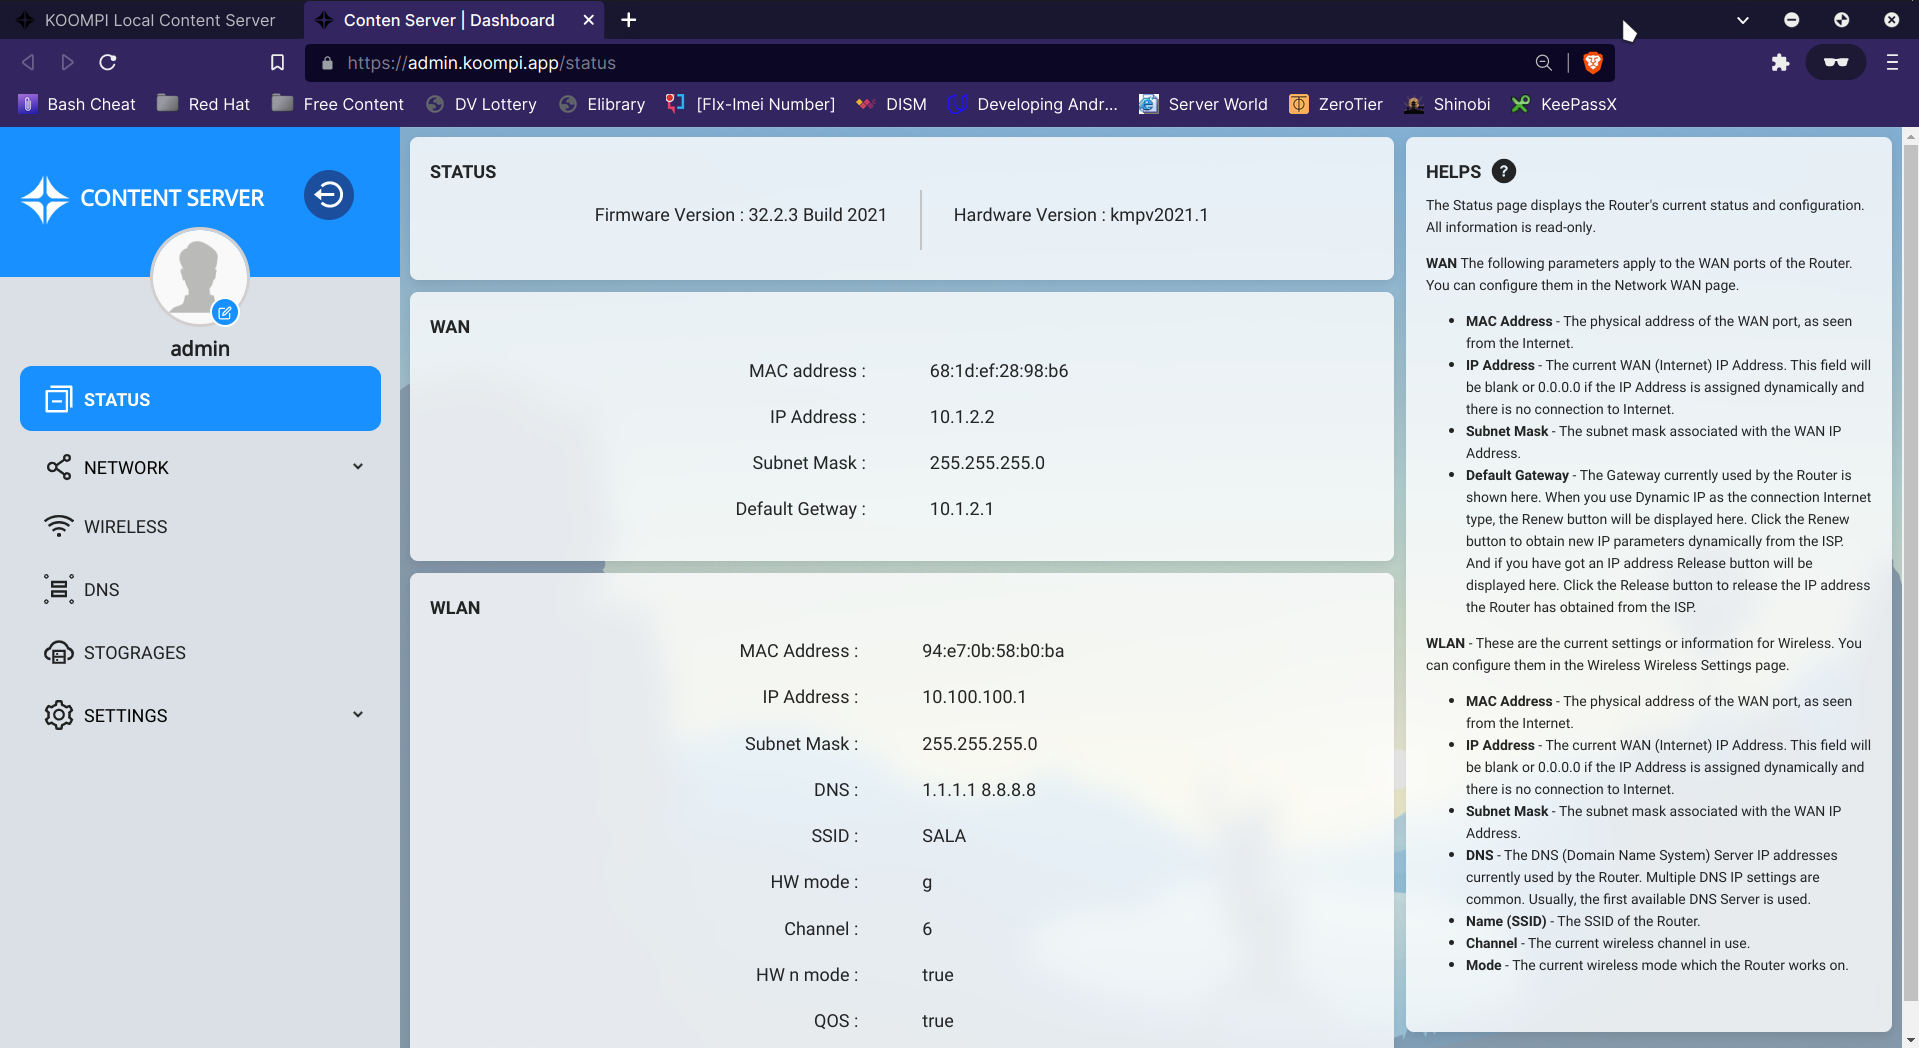 KOOMPI Local Content Server
Conten Server | Dashboard
https://admin.koompi.app/status
Bash Cheat
Red Hat
Free Content
DV Lottery
Elibrary
[FIx-Imei Number]
DISM
Developing Andr...
Server World
ZeroTier
Shinobi
KeePassX
CONTENT SERVER
admin
STATUS
NETWORK
WIRELESS
DNS
STOGRAGES
SETTINGS
STATUS
Firmware Version : 32.2.3 Build 2021
Hardware Version : kmpv2021.1
WAN
MAC address : 68:1d:ef:28:98:b6
IP Address : 10.1.2.2
Subnet Mask : 255.255.255.0
Default Getway : 10.1.2.1
WLAN
MAC Address : 94:e7:0b:58:b0:ba
IP Address : 10.100.100.1
Subnet Mask : 255.255.255.0
DNS : 1.1.1.1 8.8.8.8
SSID : SALA
HW mode : g
Channel : 6
HW n mode : true
QOS : true
HELPS ?
The Status page displays the Router's current status and configuration.
All information is read-only.
WAN The following parameters apply to the WAN ports of the Router.
You can configure them in the Network WAN page.
• MAC Address - The physical address of the WAN port, as seen
from the Internet.
• IP Address - The current WAN (Internet) IP Address. This field will
be blank or 0.0.0.0 if the IP Address is assigned dynamically and
there is no connection to Internet.
• Subnet Mask - The subnet mask associated with the WAN IP
Address.
• Default Gateway - The Gateway currently used by the Router is
shown here. When you use Dynamic IP as the connection Internet
type, the Renew button will be displayed here. Click the Renew
button to obtain new IP parameters dynamically from the ISP.
And if you have got an IP address Release button will be
displayed here. Click the Release button to release the IP address
the Router has obtained from the ISP.
WLAN - These are the current settings or information for Wireless. You
can configure them in the Wireless Wireless Settings page.
• MAC Address - The physical address of the WAN port, as seen
from the Internet.
• IP Address - The current WAN (Internet) IP Address. This field will
be blank or 0.0.0.0 if the IP Address is assigned dynamically and
there is no connection to Internet.
• Subnet Mask - The subnet mask associated with the WAN IP
Address.
• DNS - The DNS (Domain Name System) Server IP addresses
currently used by the Router. Multiple DNS IP settings are
common. Usually, the first available DNS Server is used.
• Name (SSID) - The SSID of the Router.
• Channel - The current wireless channel in use.
• Mode - The current wireless mode which the Router works on.